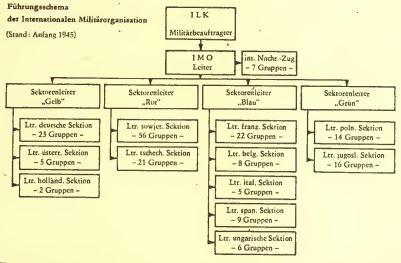 Führungsschema
der Internationalen Militärorganisation
(Stand: Anfang 1945)
ILK
Militärbeauftragter
IMO
Leiter
int. Nachr.-Zug
– 7 Gruppen –
Sektorenleiter
„Gelb"
Sektorenleiter
„Rot"
Sektorenleiter
„Blau"
Sektorenleiter
„Grün"
Ltr. deutsche Sektion
– 23 Gruppen –
Ltr. österr. Sektion
– 5 Gruppen –
Ltr. holländ. Sektion
– 2 Gruppen –
Ltr. sowjet. Sektion
– 56 Gruppen –
Ltr. tschech. Sektion
– 21 Gruppen –
Ltr. franz. Sektion
– 22 Gruppen –
Ltr. belg. Sektion
– 8 Gruppen –
Ltr. ital. Sektion
– 5 Gruppen –
Ltr. span. Sektion
– 9 Gruppen –
Ltr. ungarische Sektion
– 6 Gruppen –
Ltr. poln. Sektion
– 14 Gruppen –
Ltr. jugosl. Sektion
– 16 Gruppen –